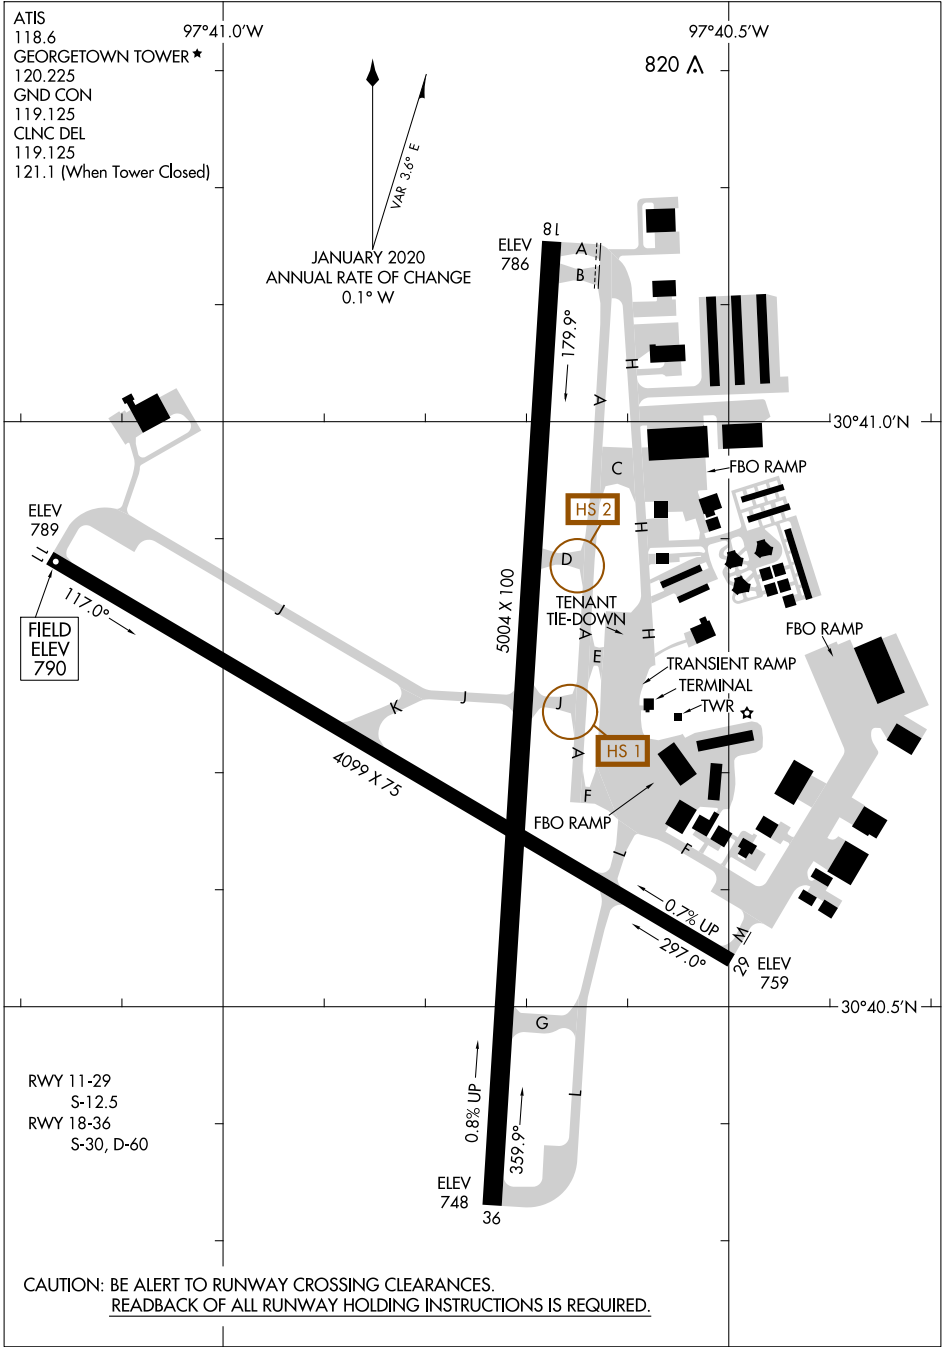 ATIS
118.6
GEORGETOWN TOWER★
120.225
GND CON
119.125
CLNC DEL
119.125
121.1 (When Tower Closed)
97°41.0'W
97°40.5'W
820
VAR 3.6° E
JANUARY 2020
ANNUAL RATE OF CHANGE
0.1° W
18
ELEV
786
A
B
179.9°
H
A
30°41.0'N
C
FBO RAMP
HS 2
H
ELEV
789
11
D
117.0°
J
5004 X 100
TENANT
TIE-DOWN
A
H
FIELD
ELEV
790
FBO RAMP
E
TRANSIENT RAMP
TERMINAL
TWR
K
J
J
HS 1
A
4099 X 75
F
FBO RAMP
L
F
0.7% UP
297.0°
M
29
ELEV
759
30°40.5'N
G
L
RWY 11-29
S-12.5
RWY 18-36
S-30, D-60
0.8% UP
359.9°
ELEV
748
36
CAUTION: BE ALERT TO RUNWAY CROSSING CLEARANCES.
READBACK OF ALL RUNWAY HOLDING INSTRUCTIONS IS REQUIRED.